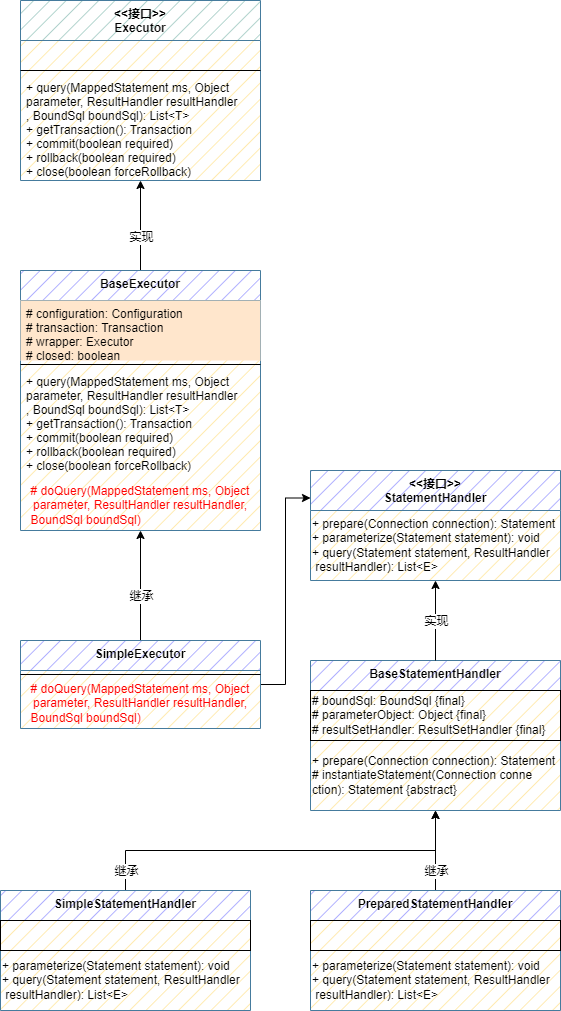 <<接口>>
Executor
+ query(MappedStatement ms, Object
parameter, ResultHandler resultHandler
, BoundSql boundSql): List<T>
+ getTransaction(): Transaction
+ commit(boolean required)
+ rollback(boolean required)
+ close(boolean forceRollback)
实现
BaseExecutor
# configuration: Configuration
# transaction: Transaction
# wrapper: Executor
# closed: boolean
+ query(MappedStatement ms, Object
parameter, ResultHandler resultHandler
, BoundSql boundSql): List<T>
+ getTransaction(): Transaction
+ commit(boolean required)
+ rollback(boolean required)
+ close(boolean forceRollback)
# doQuery(MappedStatement ms, Object
parameter, ResultHandler resultHandler,
BoundSql boundSql)
继承
SimpleExecutor
# doQuery(MappedStatement ms, Object
parameter, ResultHandler resultHandler,
BoundSql boundSql)
<<接口>>
StatementHandler
+ prepare(Connection connection): Statement
+ parameterize(Statement statement): void
+ query(Statement statement, ResultHandler
resultHandler): List<E>
实现
BaseStatementHandler
# boundSql: BoundSql {final}
# parameterObject: Object {final}
# resultSetHandler: ResultSetHandler {final}
+ prepare(Connection connection): Statement
# instantiateStatement(Connection conne
ction): Statement {abstract}
继承
继承
SimpleStatementHandler
+ parameterize(Statement statement): void
+ query(Statement statement, ResultHandler
resultHandler): List<E>
PreparedStatementHandler
+ parameterize(Statement statement): void
+ query(Statement statement, ResultHandler
resultHandler): List<E>